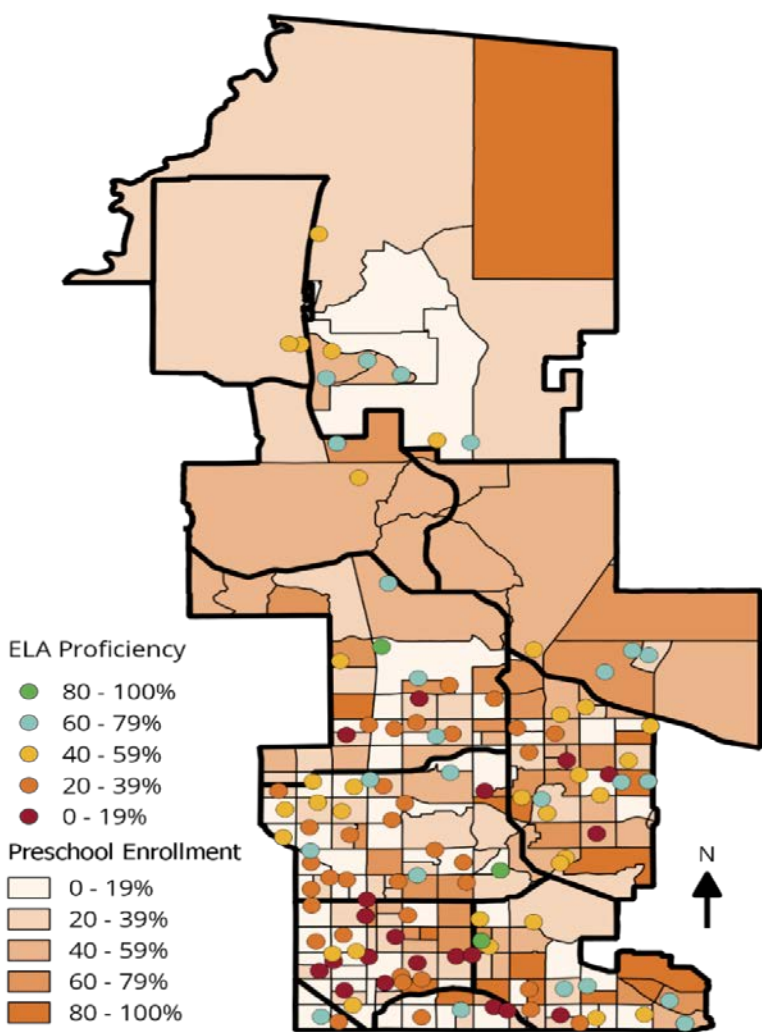 ELA Proficiency
80 - 100%
60 - 79%
40 - 59%
20 - 39%
0 - 19%
Preschool Enrollment
0 - 19%
20 - 39%
40 - 59%
60 - 79%
80 - 100%
N